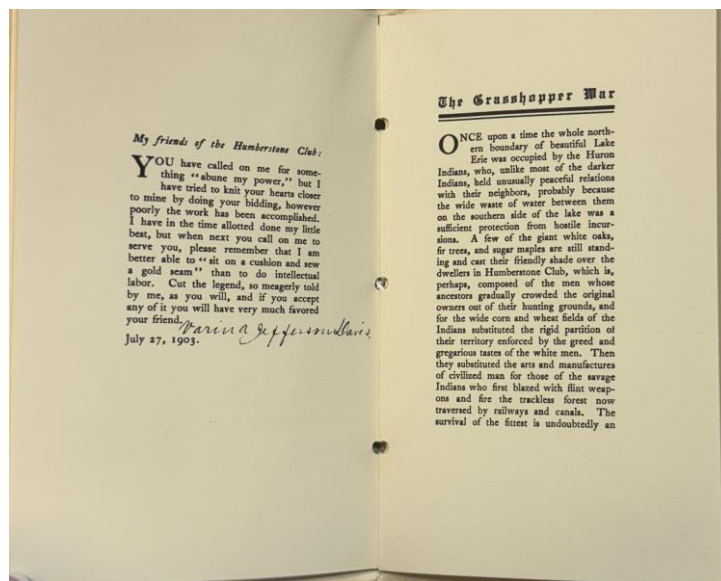 My friends of the Humberstone Club:
YOU have called on me for some-
thing "abune my power," but I
have tried to knit your hearts closer
to mine by doing your bidding, however
poorly the work has been accomplished.
I have in the time allotted done my little
best, but when next you call on me to
serve you, please remember that I am
better able to "sit on a cushion and sew
a gold seam" than to do intellectual
labor. Cut the legend, so meagerly told
by me, as you will, and if you accept
any of it you will have very much favored
your friend.
Varina Jefferson Davis.
July 27, 1903.
The Grasshopper War
ONCE upon a time the whole north-
ern boundary of beautiful Lake
Erie was occupied by the Huron
Indians, who, unlike most of the darker
Indians, held unusually peaceful relations
with their neighbors, probably because
the wide waste of water between them
on the southern side of the lake was a
sufficient protection from hostile incur-
sions. A few of the giant white oaks,
fir trees, and sugar maples are still stand-
ing and cast their friendly shade over the
dwellers in Humberstone Club, which is,
perhaps, composed of the men whose
ancestors gradually crowded the original
owners out of their hunting grounds, and
for the wide corn and wheat fields of the
Indians substituted the rigid partition of
their territory enforced by the greed and
gregarious tastes of the white men. Then
they substituted the arts and manufactures
of civilized man for those of the savage
Indians who first blazed with flint weap-
ons and fire the trackless forest now
traversed by railways and canals. The
survival of the fittest is undoubtedly an